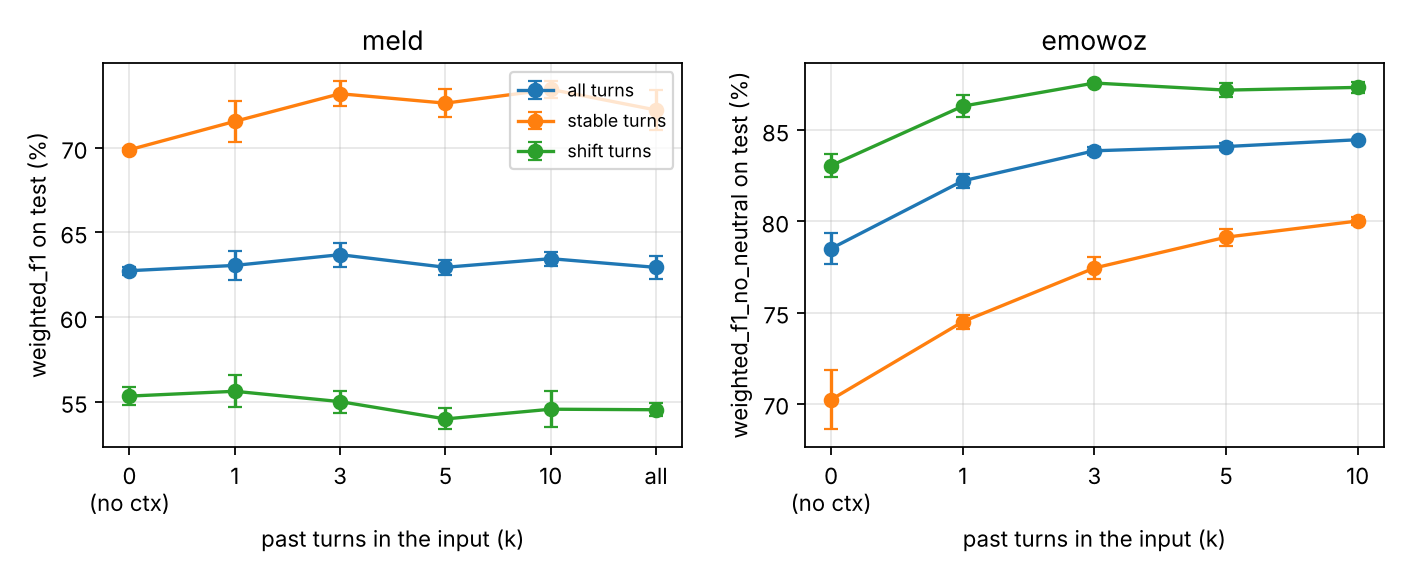 meld
weighted_f1 on test (%)
70
65
60
55
all turns
stable turns
shift turns
0
(no ctx)
1
3
5
10
all
past turns in the input (k)
emowoz
weighted_f1_no_neutral on test (%)
85
80
75
70
0
(no ctx)
1
3
5
10
past turns in the input (k)